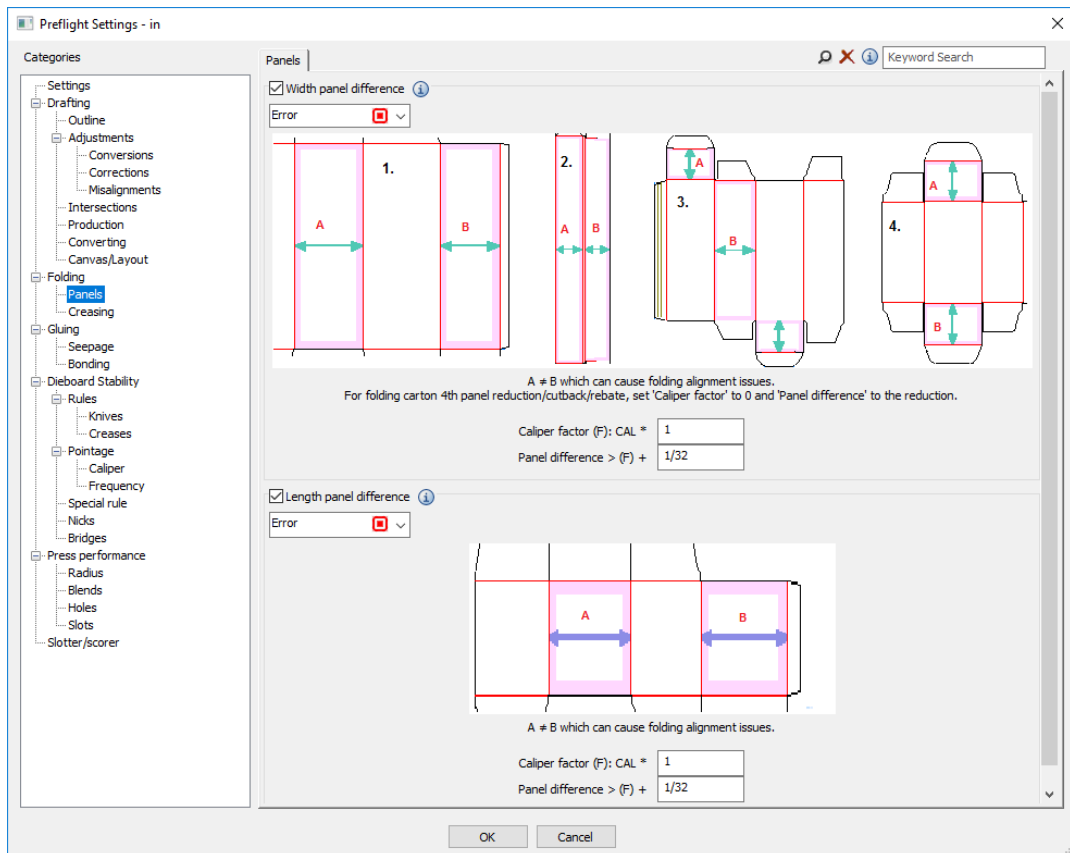 Preflight Settings - in
Categories
Settings
Drafting
Outline
Adjustments
Conversions
Corrections
Misalignments
Intersections
Production
Converting
Canvas/Layout
Folding
Panels
Creasing
Gluing
Seepage
Bonding
Dieboard Stability
Rules
Knives
Creases
Pointage
Caliper
Frequency
Special rule
Nicks
Bridges
Press performance
Radius
Blends
Holes
Slots
Slotter/scorer
Panels
Keyword Search
Width panel difference
Error
1.
A
B
2.
A B
A
3.
B
A
4.
B
A ≠ B which can cause folding alignment issues.
For folding carton 4th panel reduction/cutback/rebate, set 'Caliper factor' to 0 and 'Panel difference' to the reduction.
Caliper factor (F): CAL * 1
Panel difference > (F) + 1/32
Length panel difference
Error
A B
A ≠ B which can cause folding alignment issues.
Caliper factor (F): CAL * 1
Panel difference > (F) + 1/32
OK Cancel